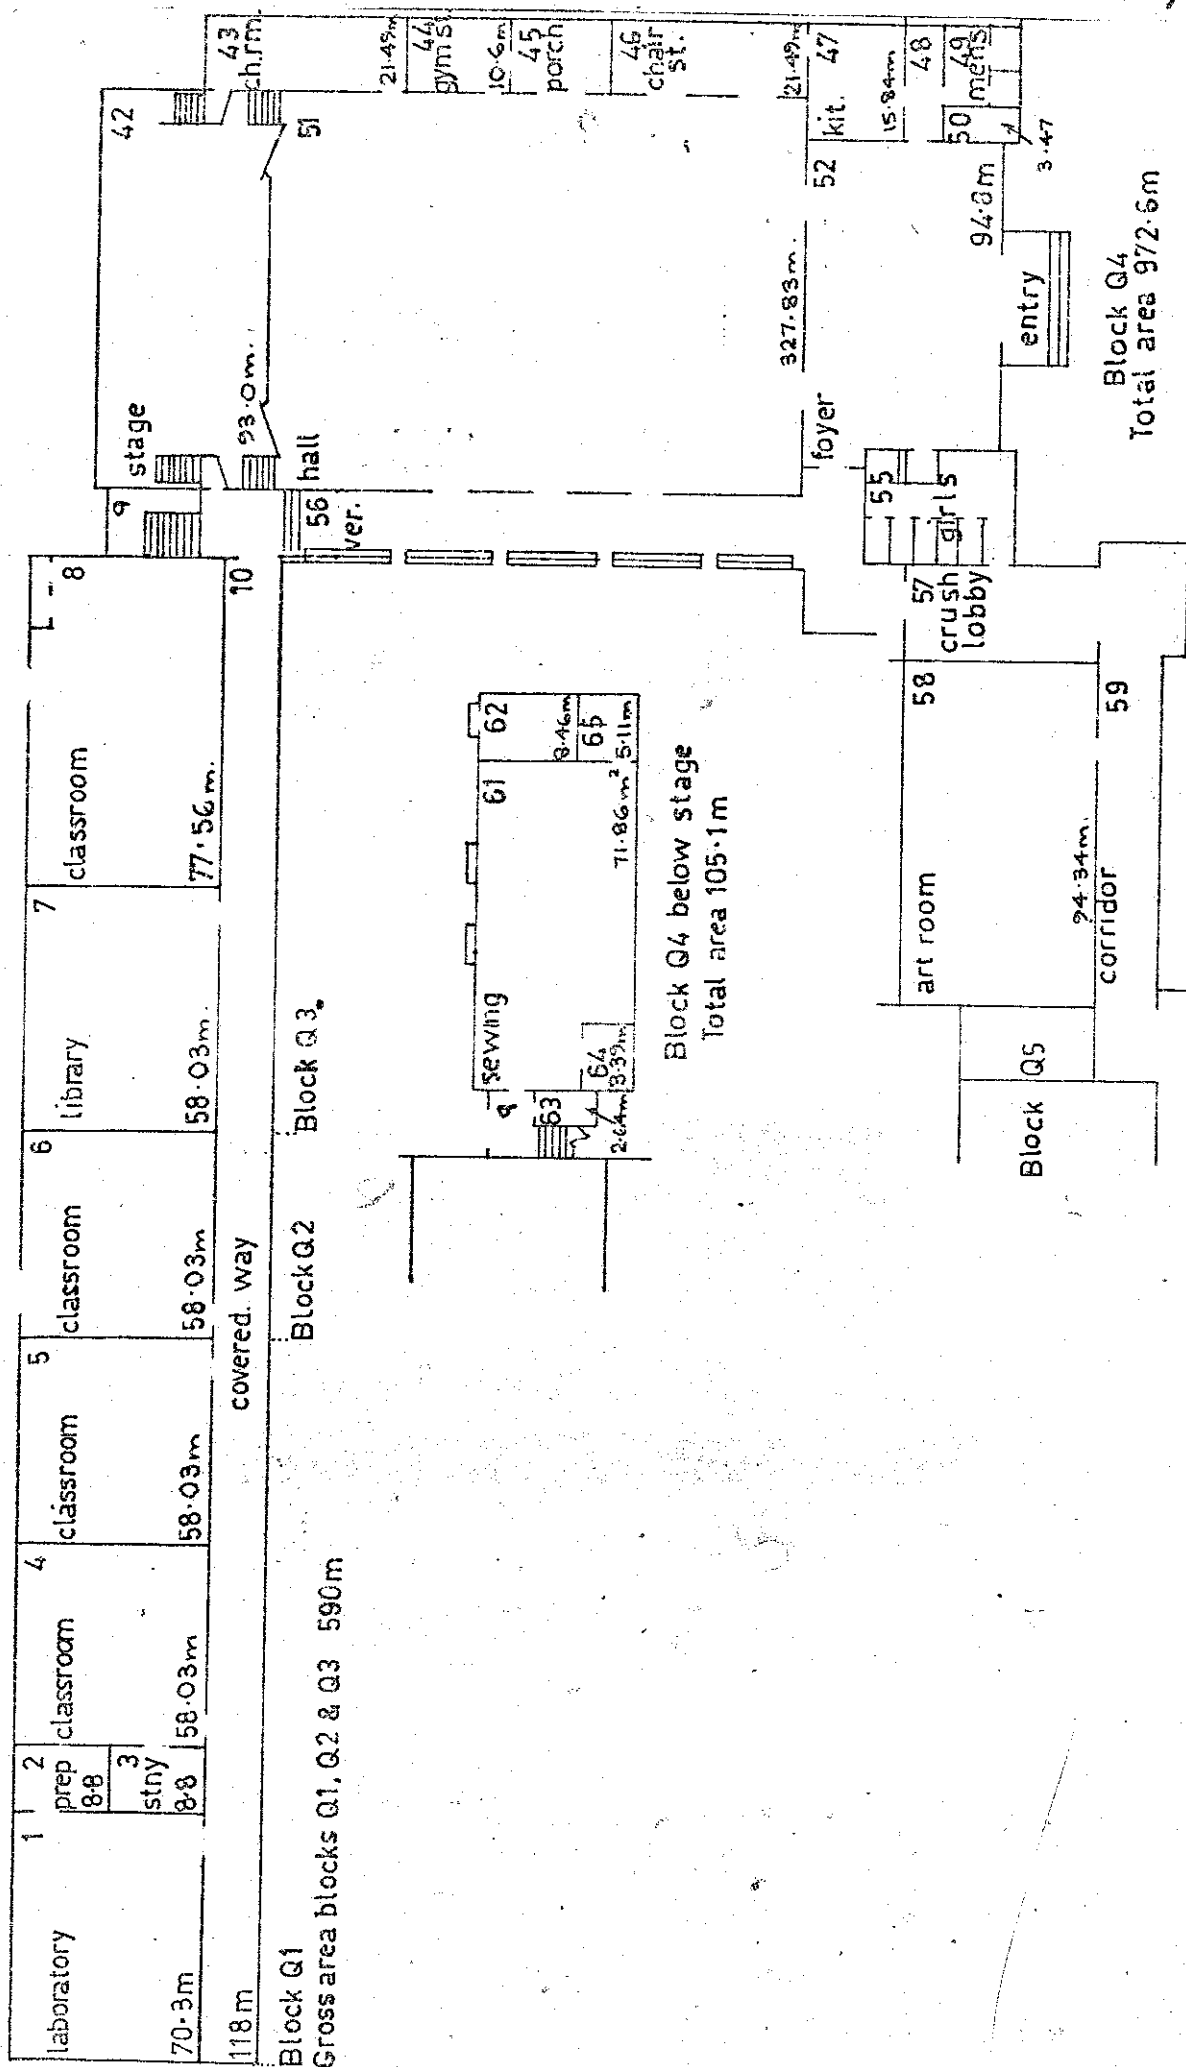 laboratory
1
70·3m
2
prep
8·8
3
stny
8·8
classroom
4
58·03m
classroom
5
58·03m
classroom
6
58·03m
library
7
58·03m.
classroom
8
77·56m.
118m
covered way
10
Block Q1
Gross area blocks Q1, Q2 & Q3 590m
Block Q2
Block Q3
9
stage
42
93·0m.
43
ch.rm.
21·49m
44
gym st
10·6m
45
porch
46
chair
st.
21·49m
47
kit.
15·84m
48
49
mens
50
3·47
hall
51
327·83m.
56
ver.
foyer
52
94·8m
entry
55
girls
57
crush
lobby
Block Q4
Total area 972·6m
sewing
61
71·86m²
62
8·46m
65
5·11m
9
63
2·64m
64
3·39m
Block Q4 below stage
Total area 105·1m
art room
58
94·34m.
corridor
59
Block Q5